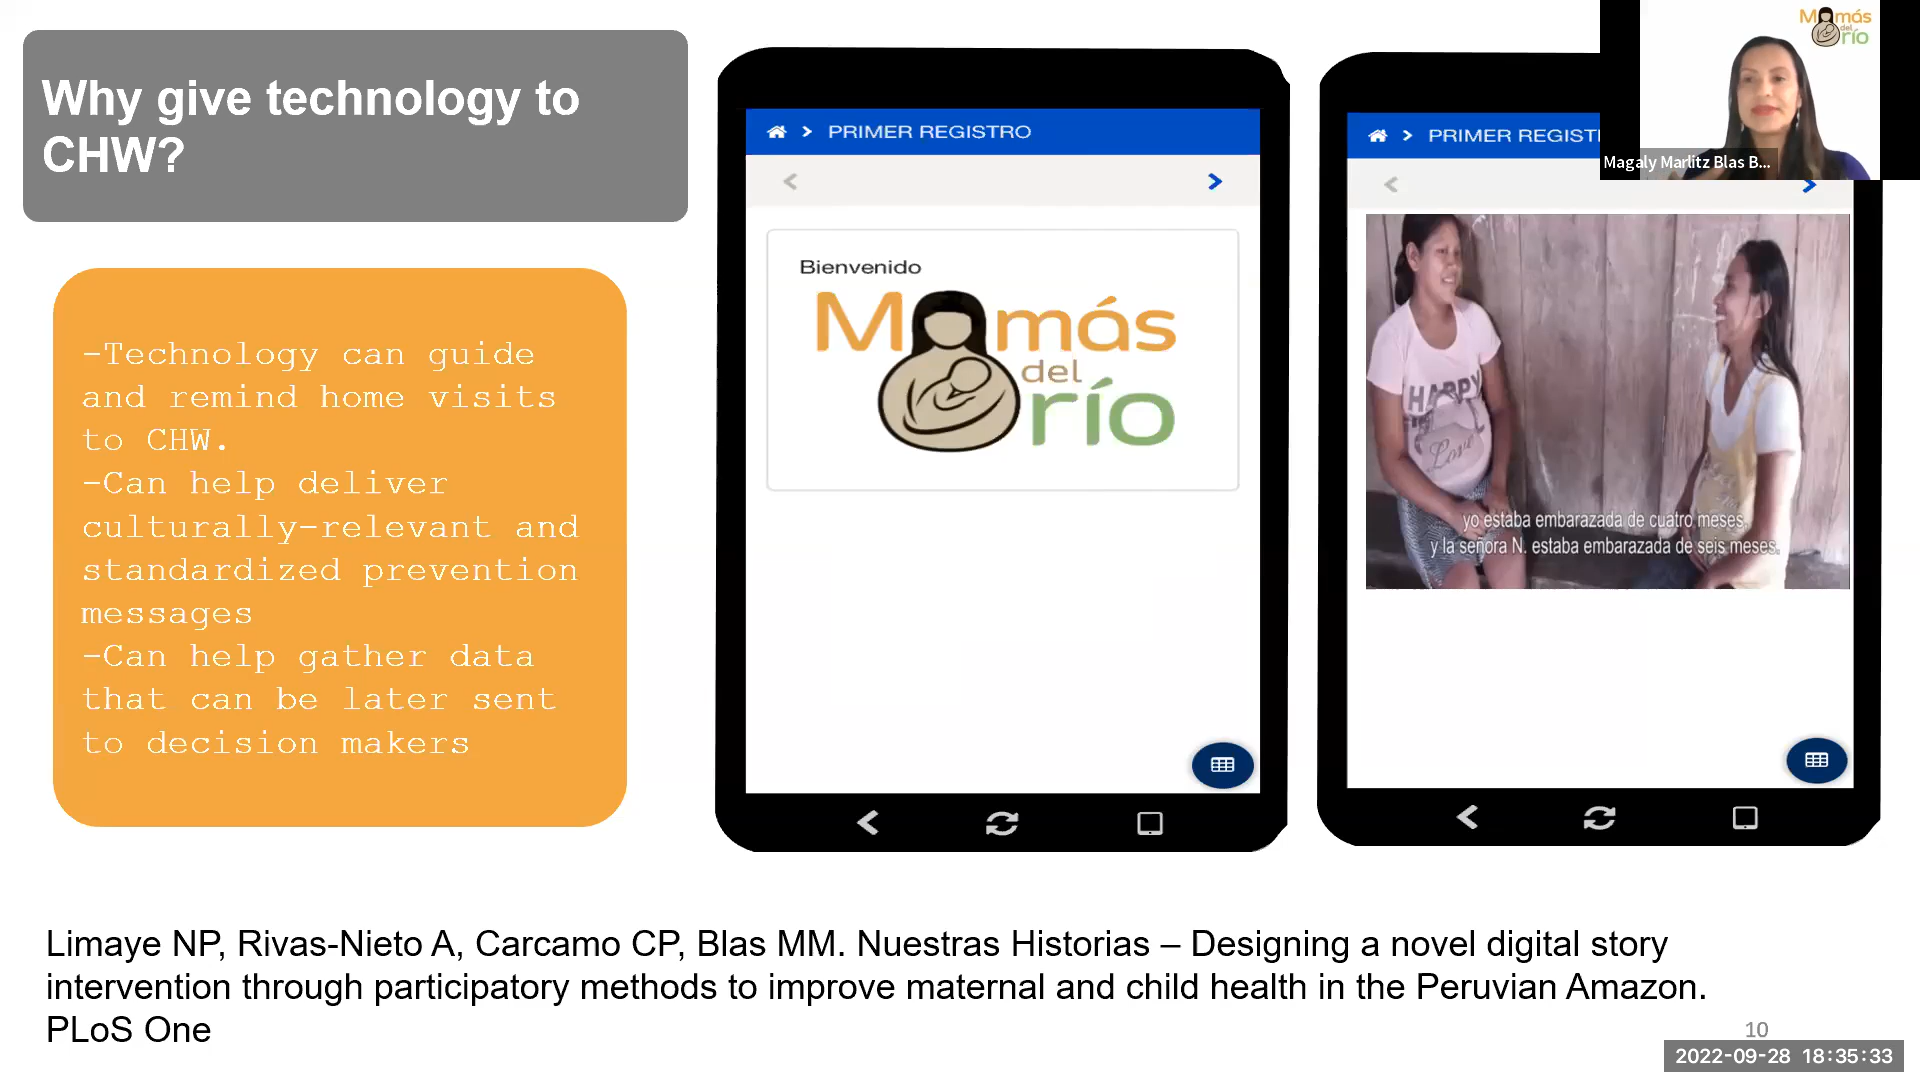 Why give technology to
CHW?
-Technology can guide
and remind home visits
to CHW.
-Can help deliver
culturally-relevant and
standardized prevention
messages
-Can help gather data
that can be later sent
to decision makers
PRIMER REGISTRO
Bienvenido
Mamás
del
río
PRIMER REGISTR
HAPPY
Love
yo estaba embarazada de cuatro meses,
y la señora N. estaba embarazada de seis meses.
Mamás
del
río
Magaly Marlitz Blas B...
Limaye NP, Rivas-Nieto A, Carcamo CP, Blas MM. Nuestras Historias – Designing a novel digital story
intervention through participatory methods to improve maternal and child health in the Peruvian Amazon.
PLoS One
10
2022-09-28 18:35:33